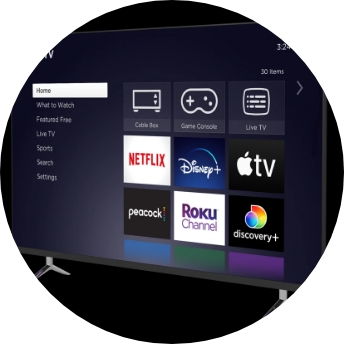 3:24
30 Items
Home
What to Watch
Featured Free
Live TV
Sports
Search
Settings
Cable Box
Game Console
Live TV
NETFLIX
Disney+
tv
peacock
Roku
Channel
discovery+